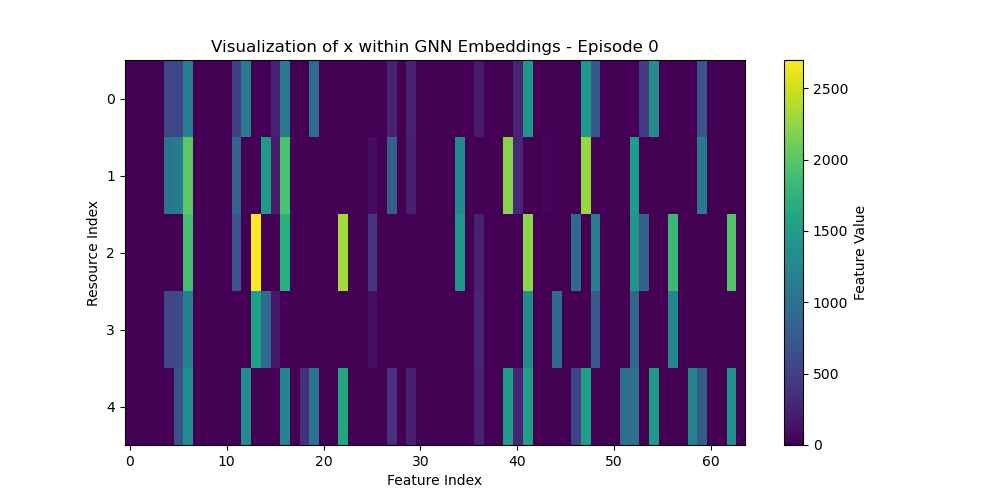 Visualization of x within GNN Embeddings - Episode 0
0
1
2
3
4
Resource Index
0 10 20 30 40 50 60
Feature Index
2500
2000
1500
1000
500
0
Feature Value